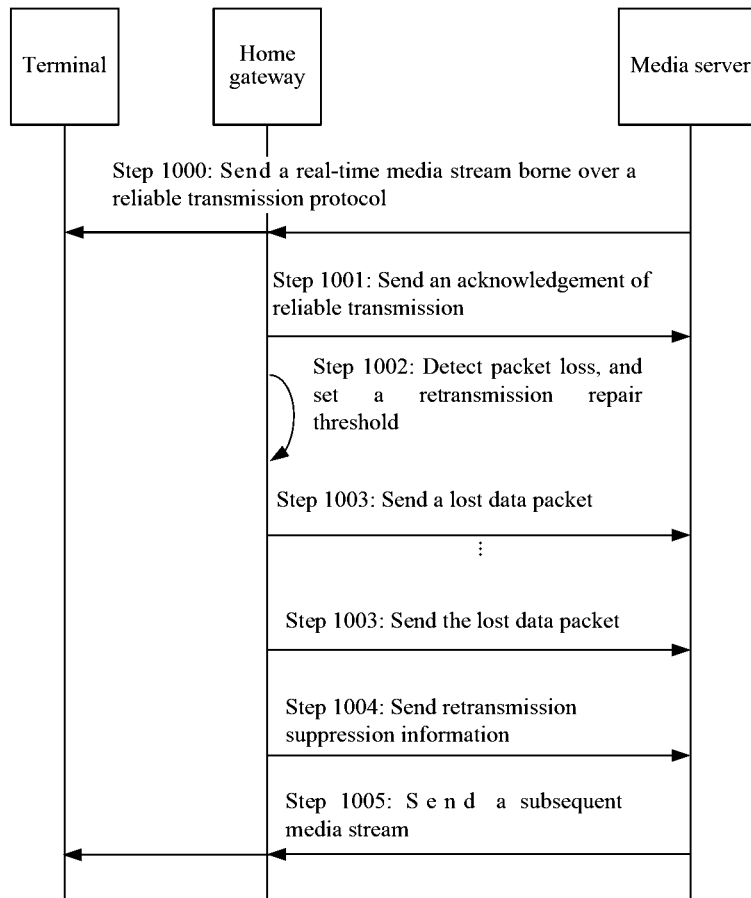 Terminal
Home
gateway
Media server
Step 1000: Send a real-time media stream borne over a
reliable transmission protocol
Step 1001: Send an acknowledgement of
reliable transmission
Step 1002: Detect packet loss, and
set a retransmission repair
threshold
Step 1003: Send a lost data packet
⋮
Step 1003: Send the lost data packet
Step 1004: Send retransmission
suppression information
Step 1005: Send a subsequent
media stream